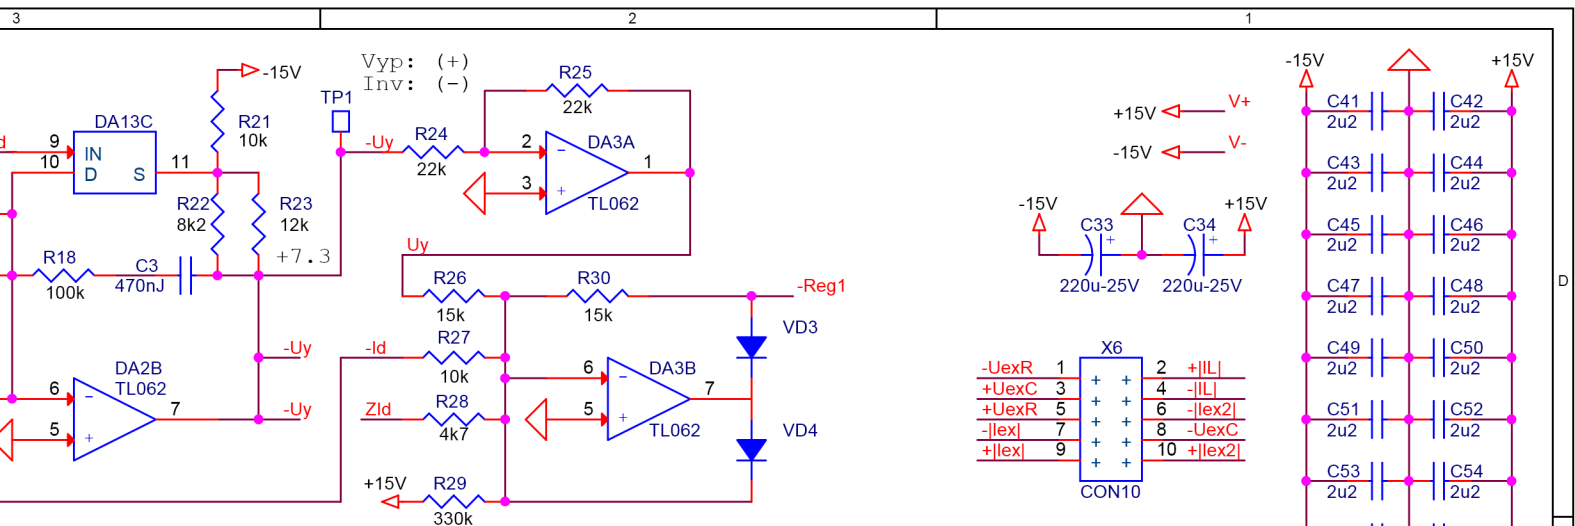 3
2
1
Vyp: (+)
Inv: (-)
-15V
TP1
DA13C
R21
10k
9
10
IN
D
S
11
R22
8k2
R23
12k
+7.3
R18
100k
C3
470nJ
-Uy
R24
22k
R25
22k
2
3
DA3A
1
TL062
Uy
R26
15k
R30
15k
-Reg1
VD3
-Uy
-Id
R27
10k
DA2B
TL062
6
5
7
-Uy
ZId
R28
4k7
6
5
DA3B
7
TL062
VD4
+15V
R29
330k
+15V
V+
-15V
V-
-15V
+15V
C33
C34
220u-25V
220u-25V
X6
-UexR 1
2 +|IL|
+UexC 3
4 -|IL|
+UexR 5
6 -|Iex2|
-|Iex| 7
8 -UexC
+|Iex| 9
10 +|Iex2|
CON10
-15V
+15V
C41
C42
2u2
2u2
C43
C44
2u2
2u2
C45
C46
2u2
2u2
C47
C48
2u2
2u2
C49
C50
2u2
2u2
C51
C52
2u2
2u2
C53
C54
2u2
2u2
D